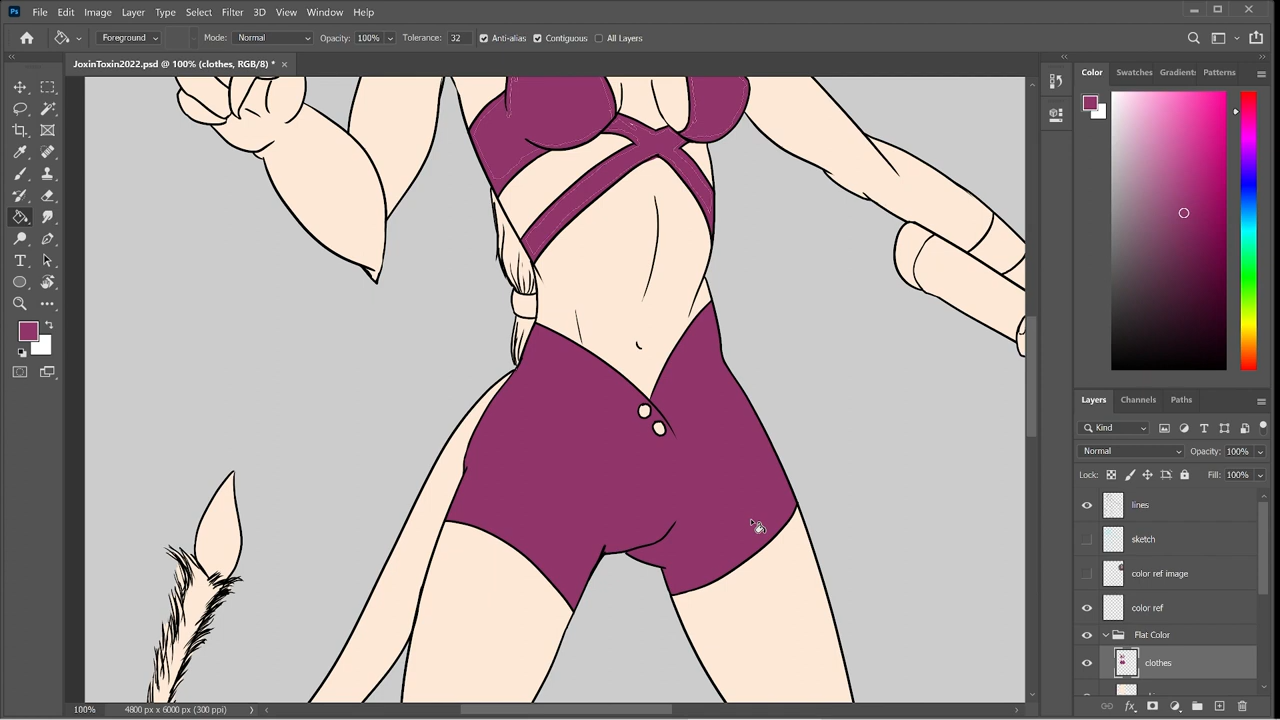 Ps File Edit Image Layer Type Select Filter 3D View Window Help
Foreground Mode: Normal Opacity: 100% Tolerance: 32 Anti-alias Contiguous All Layers
JoxinToxin2022.psd @ 100% (clothes, RGB/8) *
Color Swatches Gradient: Patterns
Layers Channels Paths
Kind
Normal Opacity: 100%
Lock: Fill: 100%
lines
sketch
color ref image
color ref
Flat Color
clothes
100% 4800 px x 6000 px (300 ppi)